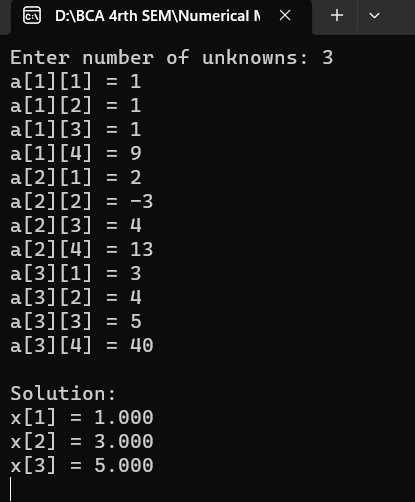 D:\BCA 4rth SEM\Numerical M
Enter number of unknowns: 3
a[1][1] = 1
a[1][2] = 1
a[1][3] = 1
a[1][4] = 9
a[2][1] = 2
a[2][2] = -3
a[2][3] = 4
a[2][4] = 13
a[3][1] = 3
a[3][2] = 4
a[3][3] = 5
a[3][4] = 40
Solution:
x[1] = 1.000
x[2] = 3.000
x[3] = 5.000